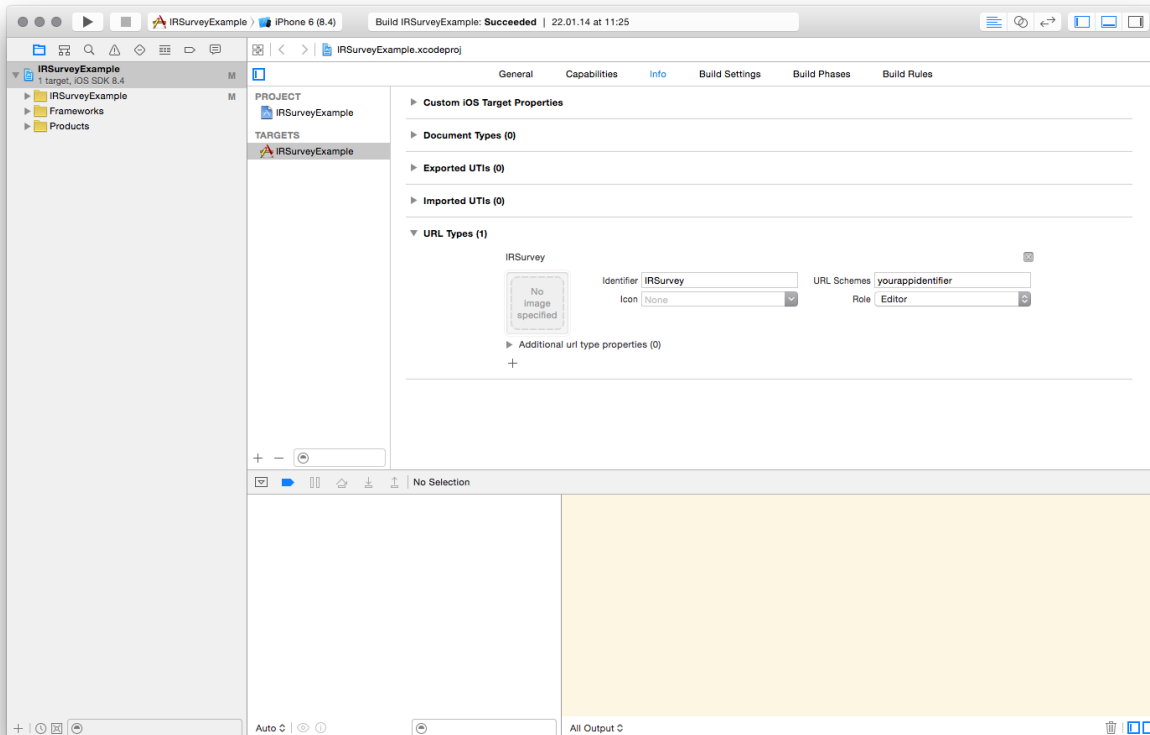 IRSurveyExample iPhone 6 (8.4) Build IRSurveyExample: Succeeded | 22.01.14 at 11:25
IRSurveyExample.xcodeproj
IRSurveyExample
1 target, iOS SDK 8.4
M
IRSurveyExample M
Frameworks
Products
General Capabilities Info Build Settings Build Phases Build Rules
PROJECT
IRSurveyExample
TARGETS
IRSurveyExample
Custom iOS Target Properties
Document Types (0)
Exported UTIs (0)
Imported UTIs (0)
URL Types (1)
IRSurvey
No
image
specified
Identifier IRSurvey URL Schemes yourappidentifier
Icon None Role Editor
Additional url type properties (0)
No Selection
Auto All Output